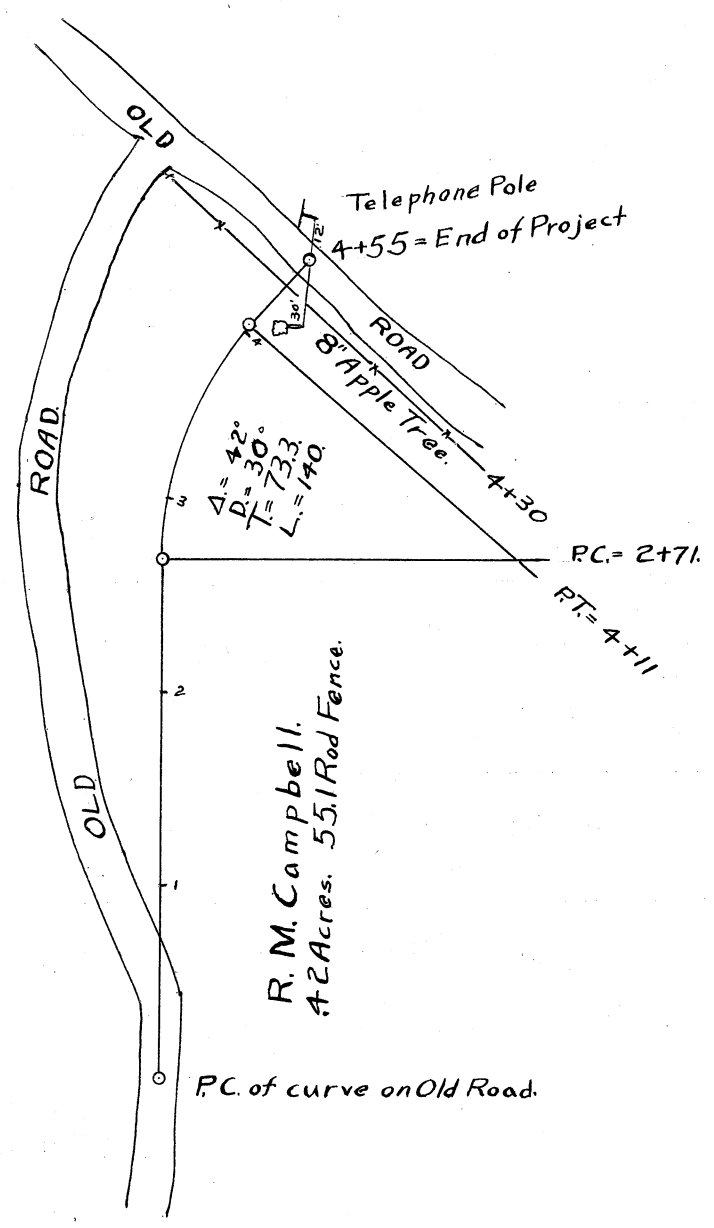 OLD
Telephone Pole
12'
4+55 = End of Project
30'
ROAD
4
8" Apple Tree.
4+30
ROAD.
Δ.= 42°
D.= 30°
T.= 73.3.
L.= 140.
3
P.C.= 2+71.
P.T.= 4+11
2
OLD
1
R. M. Campbell.
.42 Acres. 55.1 Rod Fence.
P.C. of curve on Old Road.